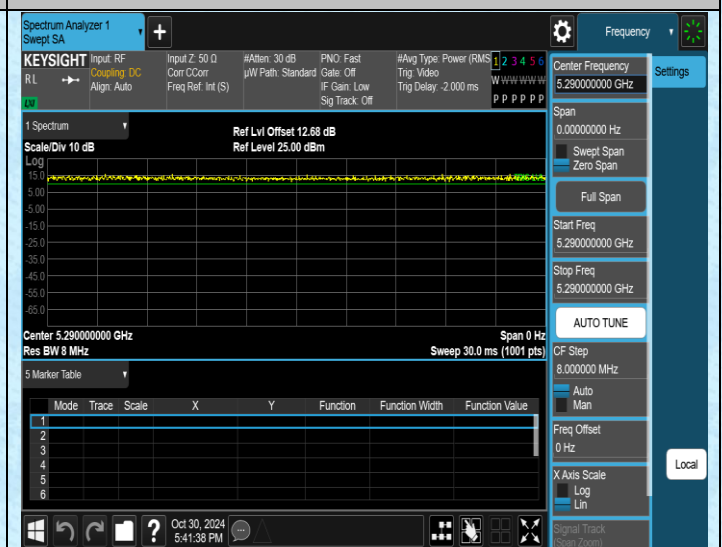 Spectrum Analyzer 1
Swept SA
+
Frequency
KEYSIGHT
RL
LW
Input: RF
Coupling: DC
Align: Auto
Input Z: 50 Ω
Corr CCorr
Freq Ref: Int (S)
#Atten: 30 dB
µW Path: Standard
PNO: Fast
Gate: Off
IF Gain: Low
Sig Track: Off
#Avg Type: Power (RMS
Trig: Video
Trig Delay: -2.000 ms
1 2 3 4 5 6
W W W W W W
P P P P P P
1 Spectrum
Scale/Div 10 dB
Log
Ref Lvl Offset 12.68 dB
Ref Level 25.00 dBm
15.0
5.00
-5.00
-15.0
-25.0
-35.0
-45.0
-55.0
-65.0
Center 5.290000000 GHz
Res BW 8 MHz
Span 0 Hz
Sweep 30.0 ms (1001 pts)
5 Marker Table
Mode Trace Scale X Y Function Function Width Function Value
1
2
3
4
5
6
Center Frequency
5.290000000 GHz
Settings
Span
0.00000000 Hz
Swept Span
Zero Span
Full Span
Start Freq
5.290000000 GHz
Stop Freq
5.290000000 GHz
AUTO TUNE
CF Step
8.000000 MHz
Auto
Man
Freq Offset
0 Hz
X Axis Scale
Log
Lin
Signal Track
(Span Zoom)
Local
?
Oct 30, 2024
5:41:38 PM